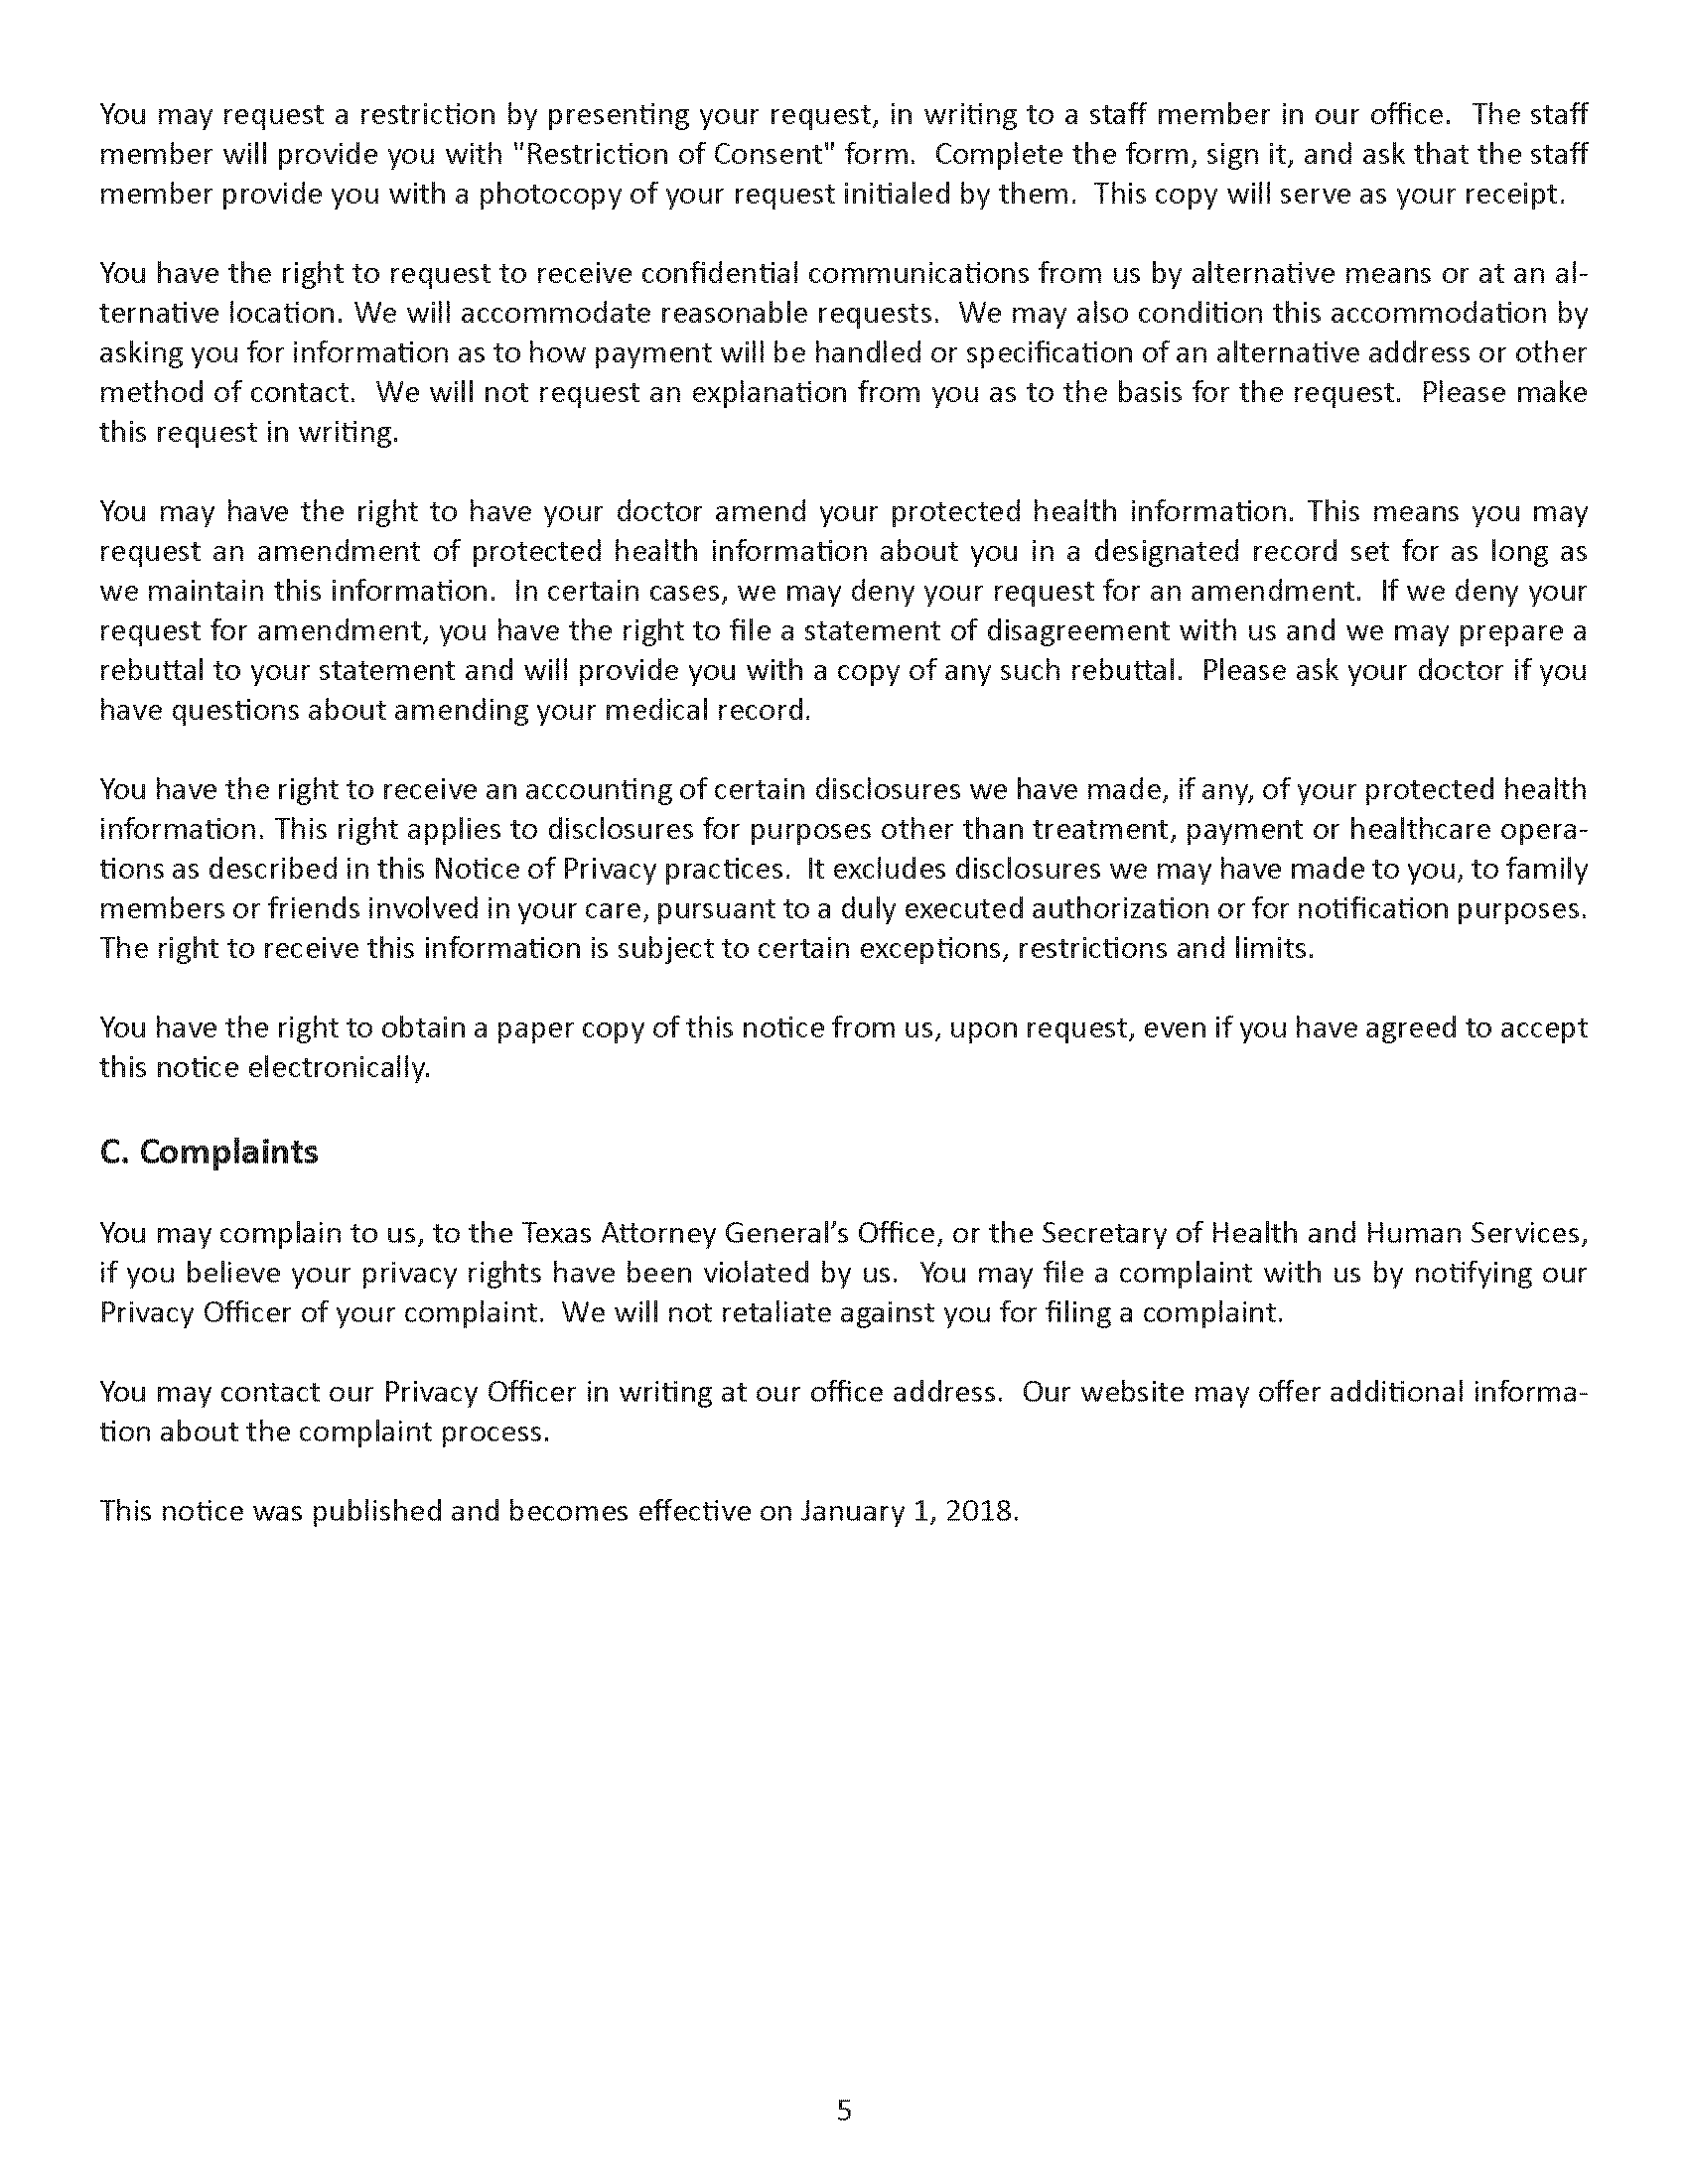 You may request a restriction by presenting your request, in writing to a staff member in our office.  The staff
member will provide you with "Restriction of Consent" form.  Complete the form, sign it, and ask that the staff
member provide you with a photocopy of your request initialed by them.  This copy will serve as your receipt.
You have the right to request to receive confidential communications from us by alternative means or at an al-
ternative location. We will accommodate reasonable requests.  We may also condition this accommodation by
asking you for information as to how payment will be handled or specification of an alternative address or other
method of contact.  We will not request an explanation from you as to the basis for the request.  Please make
this request in writing.
You may have the right to have your doctor amend your protected health information. This means you may
request an amendment of protected health information about you in a designated record set for as long as
we maintain this information.  In certain cases, we may deny your request for an amendment.  If we deny your
request for amendment, you have the right to file a statement of disagreement with us and we may prepare a
rebuttal to your statement and will provide you with a copy of any such rebuttal.  Please ask your doctor if you
have questions about amending your medical record.
You have the right to receive an accounting of certain disclosures we have made, if any, of your protected health
information. This right applies to disclosures for purposes other than treatment, payment or healthcare opera-
tions as described in this Notice of Privacy practices.  It excludes disclosures we may have made to you, to family
members or friends involved in your care, pursuant to a duly executed authorization or for notification purposes.
The right to receive this information is subject to certain exceptions, restrictions and limits.
You have the right to obtain a paper copy of this notice from us, upon request, even if you have agreed to accept
this notice electronically.
C. Complaints
You may complain to us, to the Texas Attorney General’s Office, or the Secretary of Health and Human Services,
if you believe your privacy rights have been violated by us.  You may file a complaint with us by notifying our
Privacy Officer of your complaint.  We will not retaliate against you for filing a complaint.
You may contact our Privacy Officer in writing at our office address.  Our website may offer additional informa-
tion about the complaint process.
This notice was published and becomes effective on January 1, 2018.
5